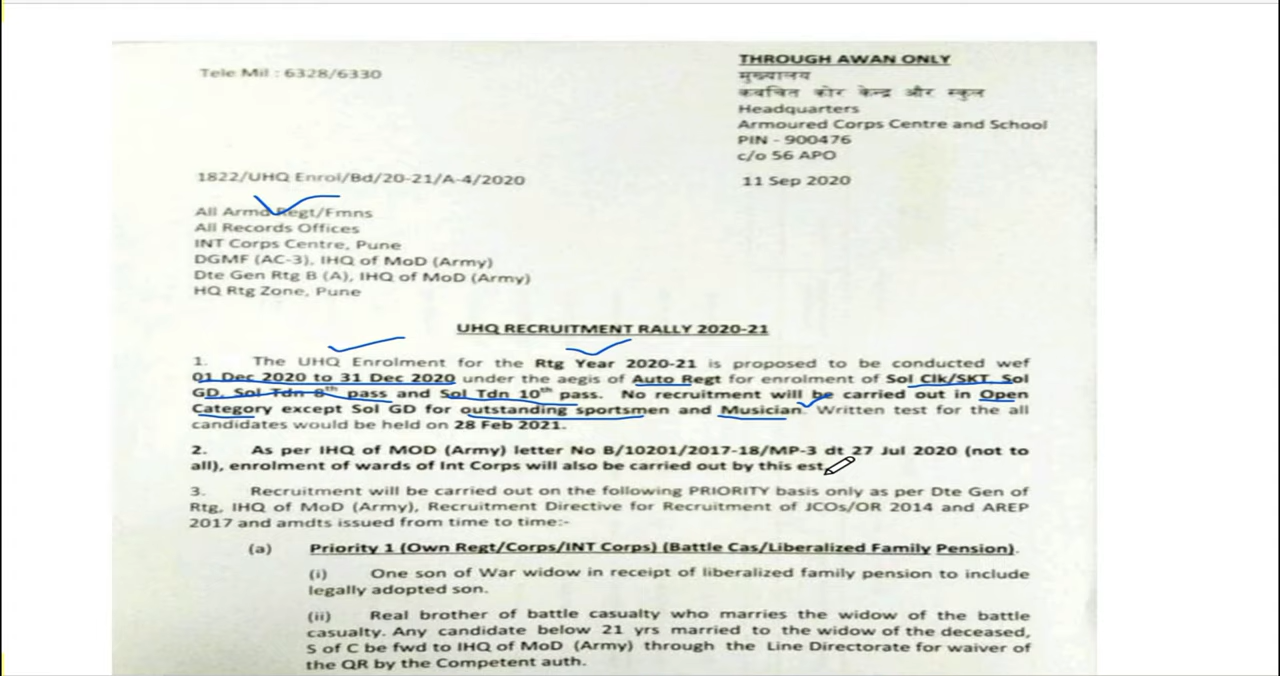 Tele Mil : 6328/6330
THROUGH AWAN ONLY
मुख्यालय
कवचित कोर केन्द्र और स्कुल
Headquarters
Armoured Corps Centre and School
PIN - 900476
c/o 56 APO
1822/UHQ Enrol/Bd/20-21/A-4/2020
11 Sep 2020
All Armd Regt/Fmns
All Records Offices
INT Corps Centre, Pune
DGMF (AC-3), IHQ of MoD (Army)
Dte Gen Rtg B (A), IHQ of MoD (Army)
HQ Rtg Zone, Pune
UHQ RECRUITMENT RALLY 2020-21
1. The UHQ Enrolment for the Rtg Year 2020-21 is proposed to be conducted wef
01 Dec 2020 to 31 Dec 2020 under the aegis of Auto Regt for enrolment of Sol Clk/SKT, Sol
GD, Sol Tdn 8th pass and Sol Tdn 10th pass. No recruitment will be carried out in Open
Category except Sol GD for outstanding sportsmen and Musician. Written test for the all
candidates would be held on 28 Feb 2021.
2. As per IHQ of MOD (Army) letter No B/10201/2017-18/MP-3 dt 27 Jul 2020 (not to
all), enrolment of wards of Int Corps will also be carried out by this est.
3. Recruitment will be carried out on the following PRIORITY basis only as per Dte Gen of
Rtg, IHQ of MoD (Army), Recruitment Directive for Recruitment of JCOs/OR 2014 and AREP
2017 and amdts issued from time to time:-
(a) Priority 1 (Own Regt/Corps/INT Corps) (Battle Cas/Liberalized Family Pension).
(i) One son of War widow in receipt of liberalized family pension to include
legally adopted son.
(ii) Real brother of battle casualty who marries the widow of the battle
casualty. Any candidate below 21 yrs married to the widow of the deceased,
S of C be fwd to IHQ of MoD (Army) through the Line Directorate for waiver of
the QR by the Competent auth.